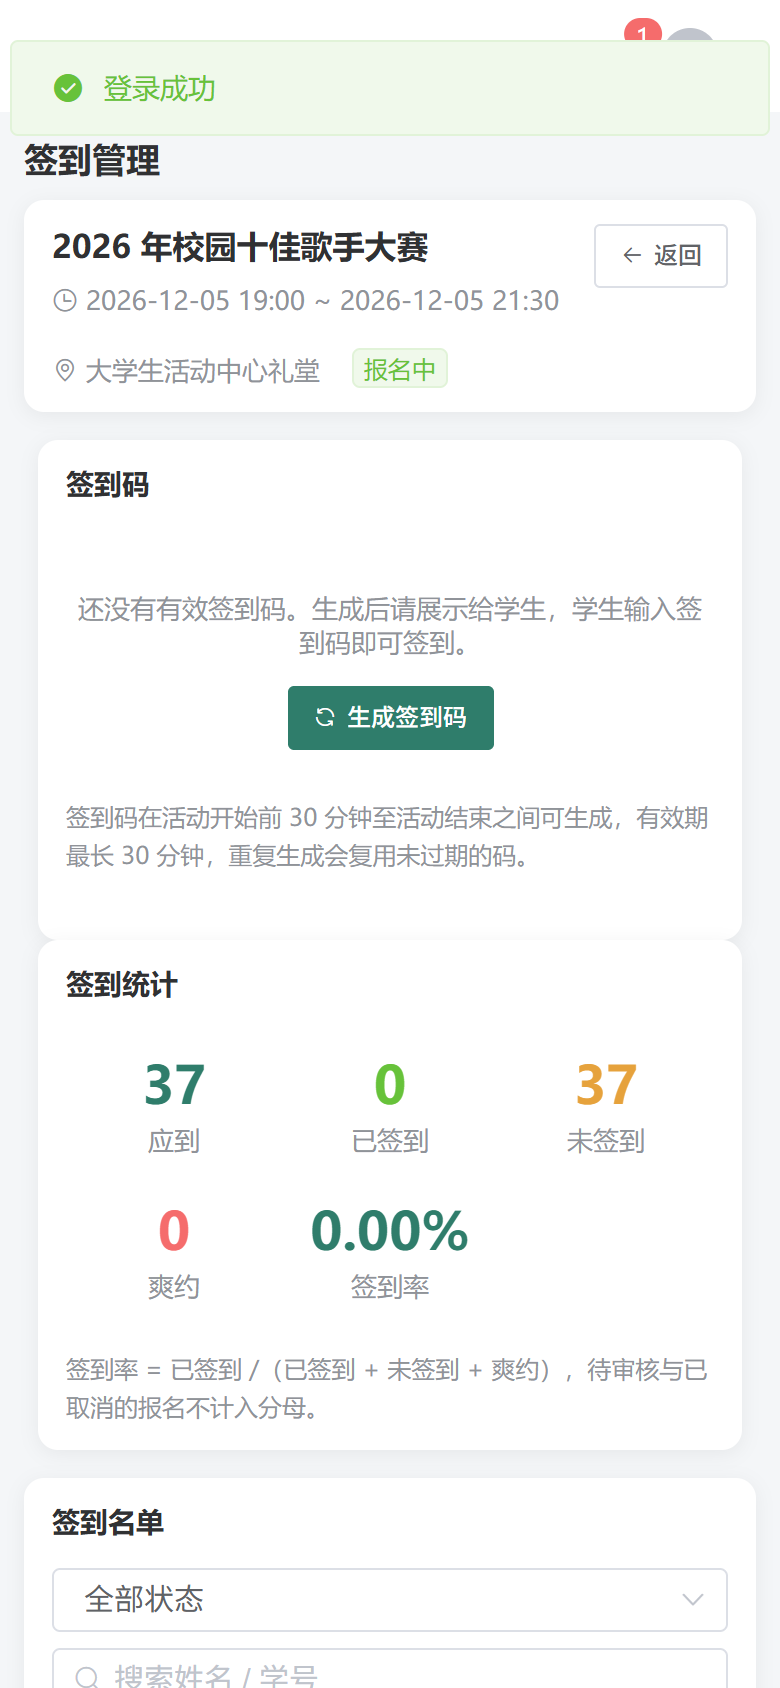 1
登录成功
签到管理
2026 年校园十佳歌手大赛
返回
2026-12-05 19:00 ~ 2026-12-05 21:30
大学生活动中心礼堂
报名中
签到码
还没有有效签到码。生成后请展示给学生，学生输入签
到码即可签到。
生成签到码
签到码在活动开始前 30 分钟至活动结束之间可生成，有效期
最长 30 分钟，重复生成会复用未过期的码。
签到统计
37
0
37
应到
已签到
未签到
0
0.00%
爽约
签到率
签到率 = 已签到 /（已签到 + 未签到 + 爽约），待审核与已
取消的报名不计入分母。
签到名单
全部状态
搜索姓名 / 学号